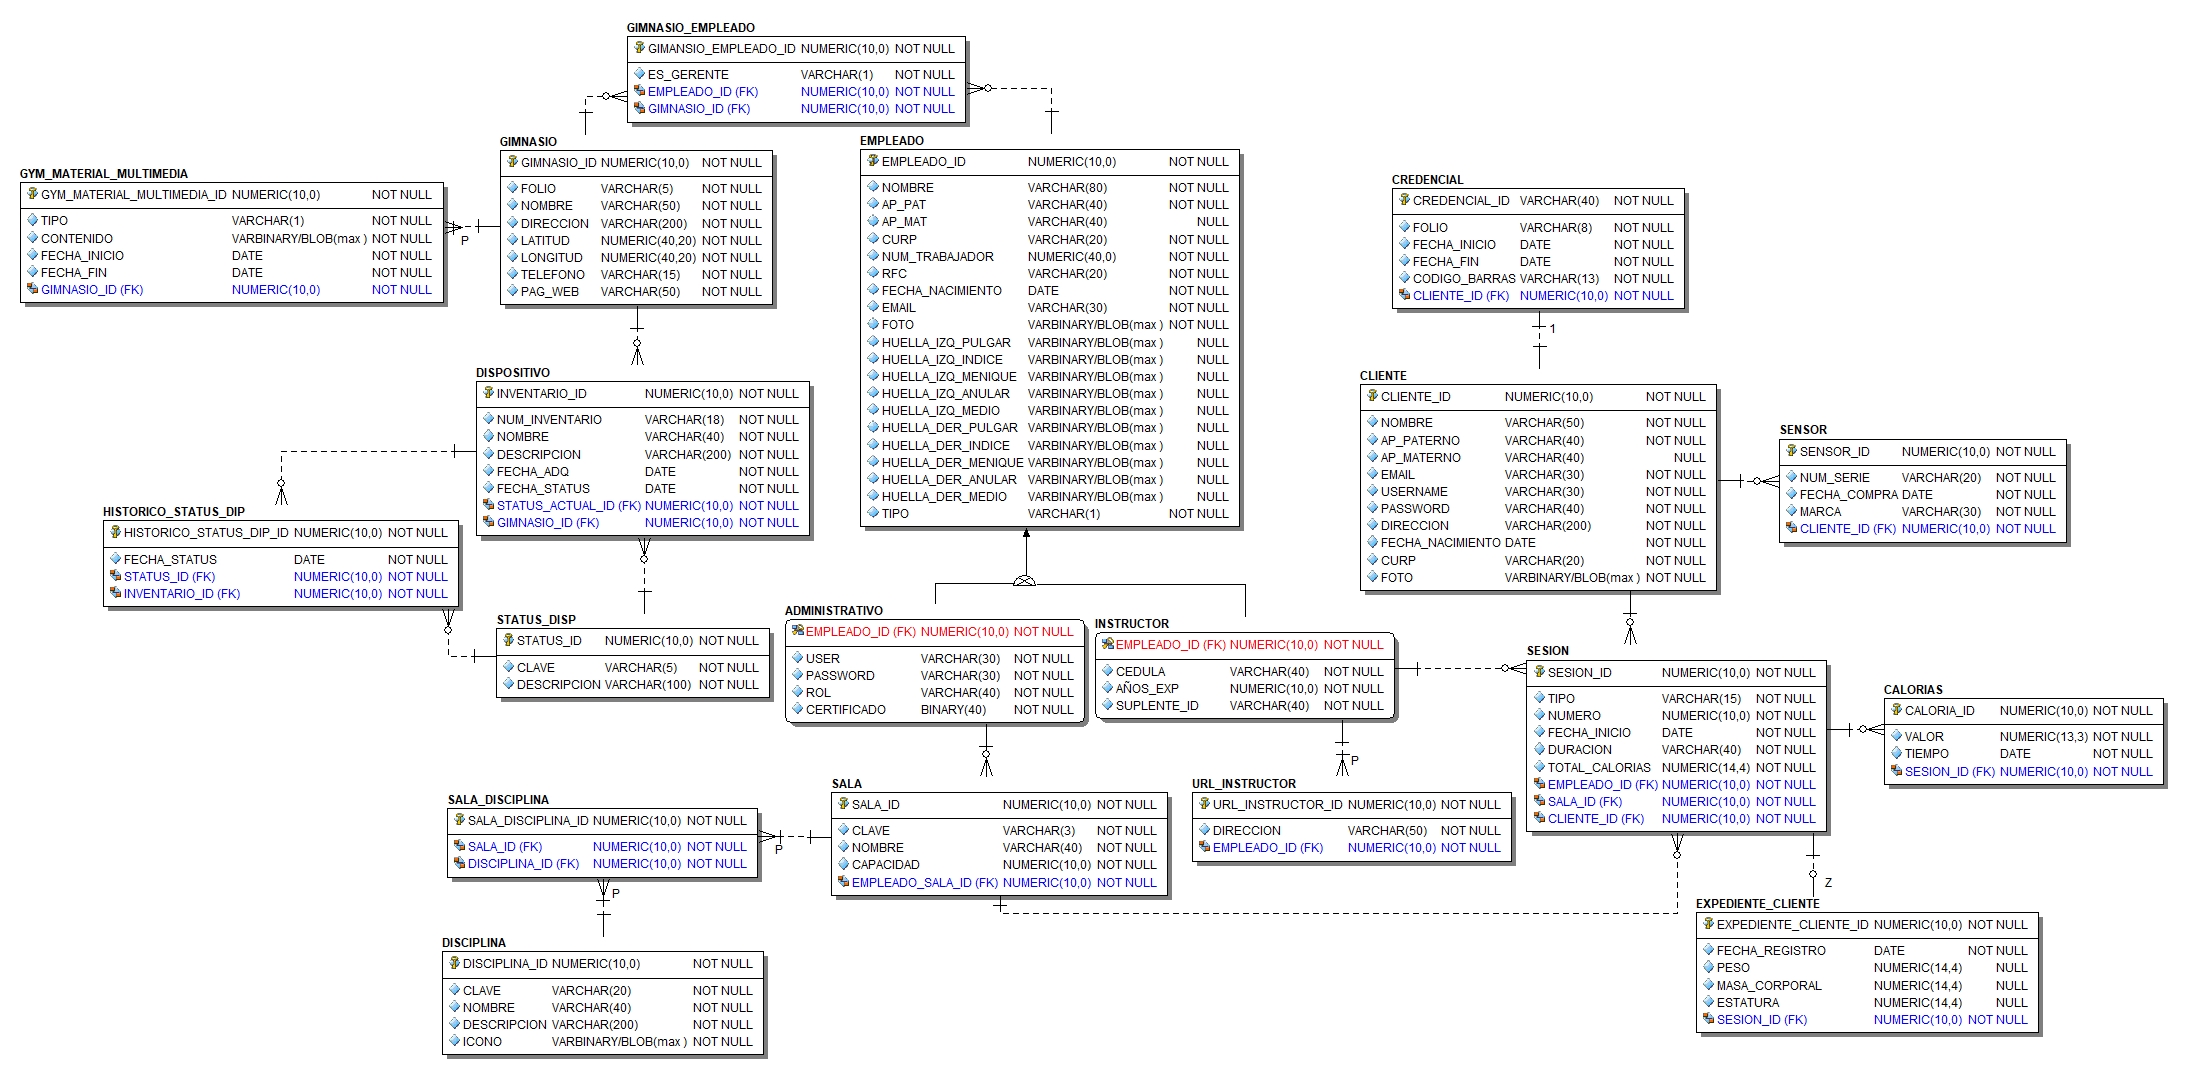 GIMNASIO_EMPLEADO
GIMANSIO_EMPLEADO_ID NUMERIC(10,0) NOT NULL
ES_GERENTE VARCHAR(1) NOT NULL
EMPLEADO_ID (FK) NUMERIC(10,0) NOT NULL
GIMNASIO_ID (FK) NUMERIC(10,0) NOT NULL
GYM_MATERIAL_MULTIMEDIA
GYM_MATERIAL_MULTIMEDIA_ID NUMERIC(10,0) NOT NULL
TIPO VARCHAR(1) NOT NULL
CONTENIDO VARBINARY/BLOB(max ) NOT NULL
FECHA_INICIO DATE NOT NULL
FECHA_FIN DATE NOT NULL
GIMNASIO_ID (FK) NUMERIC(10,0) NOT NULL
P
GIMNASIO
GIMNASIO_ID NUMERIC(10,0) NOT NULL
FOLIO VARCHAR(5) NOT NULL
NOMBRE VARCHAR(50) NOT NULL
DIRECCION VARCHAR(200) NOT NULL
LATITUD NUMERIC(40,20) NOT NULL
LONGITUD NUMERIC(40,20) NOT NULL
TELEFONO VARCHAR(15) NOT NULL
PAG_WEB VARCHAR(50) NOT NULL
EMPLEADO
EMPLEADO_ID NUMERIC(10,0) NOT NULL
NOMBRE VARCHAR(80) NOT NULL
AP_PAT VARCHAR(40) NOT NULL
AP_MAT VARCHAR(40) NULL
CURP VARCHAR(20) NOT NULL
NUM_TRABAJADOR NUMERIC(40,0) NOT NULL
RFC VARCHAR(20) NOT NULL
FECHA_NACIMIENTO DATE NOT NULL
EMAIL VARCHAR(30) NOT NULL
FOTO VARBINARY/BLOB(max ) NOT NULL
HUELLA_IZQ_PULGAR VARBINARY/BLOB(max ) NULL
HUELLA_IZQ_INDICE VARBINARY/BLOB(max ) NULL
HUELLA_IZQ_MENIQUE VARBINARY/BLOB(max ) NULL
HUELLA_IZQ_ANULAR VARBINARY/BLOB(max ) NULL
HUELLA_IZQ_MEDIO VARBINARY/BLOB(max ) NULL
HUELLA_DER_PULGAR VARBINARY/BLOB(max ) NULL
HUELLA_DER_INDICE VARBINARY/BLOB(max ) NULL
HUELLA_DER_MENIQUE VARBINARY/BLOB(max ) NULL
HUELLA_DER_ANULAR VARBINARY/BLOB(max ) NULL
HUELLA_DER_MEDIO VARBINARY/BLOB(max ) NULL
TIPO VARCHAR(1) NOT NULL
CREDENCIAL
CREDENCIAL_ID VARCHAR(40) NOT NULL
FOLIO VARCHAR(8) NOT NULL
FECHA_INICIO DATE NOT NULL
FECHA_FIN DATE NOT NULL
CODIGO_BARRAS VARCHAR(13) NOT NULL
CLIENTE_ID (FK) NUMERIC(10,0) NOT NULL
1
CLIENTE
CLIENTE_ID NUMERIC(10,0) NOT NULL
NOMBRE VARCHAR(50) NOT NULL
AP_PATERNO VARCHAR(40) NOT NULL
AP_MATERNO VARCHAR(40) NULL
EMAIL VARCHAR(30) NOT NULL
USERNAME VARCHAR(30) NOT NULL
PASSWORD VARCHAR(40) NOT NULL
DIRECCION VARCHAR(200) NOT NULL
FECHA_NACIMIENTO DATE NOT NULL
CURP VARCHAR(20) NOT NULL
FOTO VARBINARY/BLOB(max ) NOT NULL
SENSOR
SENSOR_ID NUMERIC(10,0) NOT NULL
NUM_SERIE VARCHAR(20) NOT NULL
FECHA_COMPRA DATE NOT NULL
MARCA VARCHAR(30) NOT NULL
CLIENTE_ID (FK) NUMERIC(10,0) NOT NULL
DISPOSITIVO
INVENTARIO_ID NUMERIC(10,0) NOT NULL
NUM_INVENTARIO VARCHAR(18) NOT NULL
NOMBRE VARCHAR(40) NOT NULL
DESCRIPCION VARCHAR(200) NOT NULL
FECHA_ADQ DATE NOT NULL
FECHA_STATUS DATE NOT NULL
STATUS_ACTUAL_ID (FK) NUMERIC(10,0) NOT NULL
GIMNASIO_ID (FK) NUMERIC(10,0) NOT NULL
HISTORICO_STATUS_DIP
HISTORICO_STATUS_DIP_ID NUMERIC(10,0) NOT NULL
FECHA_STATUS DATE NOT NULL
STATUS_ID (FK) NUMERIC(10,0) NOT NULL
INVENTARIO_ID (FK) NUMERIC(10,0) NOT NULL
STATUS_DISP
STATUS_ID NUMERIC(10,0) NOT NULL
CLAVE VARCHAR(5) NOT NULL
DESCRIPCION VARCHAR(100) NOT NULL
ADMINISTRATIVO
EMPLEADO_ID (FK) NUMERIC(10,0) NOT NULL
USER VARCHAR(30) NOT NULL
PASSWORD VARCHAR(30) NOT NULL
ROL VARCHAR(40) NOT NULL
CERTIFICADO BINARY(40) NOT NULL
INSTRUCTOR
EMPLEADO_ID (FK) NUMERIC(10,0) NOT NULL
CEDULA VARCHAR(40) NOT NULL
AÑOS_EXP NUMERIC(10,0) NOT NULL
SUPLENTE_ID VARCHAR(40) NOT NULL
P
SESION
SESION_ID NUMERIC(10,0) NOT NULL
TIPO VARCHAR(15) NOT NULL
NUMERO NUMERIC(10,0) NOT NULL
FECHA_INICIO DATE NOT NULL
DURACION VARCHAR(40) NOT NULL
TOTAL_CALORIAS NUMERIC(14,4) NOT NULL
EMPLEADO_ID (FK) NUMERIC(10,0) NOT NULL
SALA_ID (FK) NUMERIC(10,0) NOT NULL
CLIENTE_ID (FK) NUMERIC(10,0) NOT NULL
CALORIAS
CALORIA_ID NUMERIC(10,0) NOT NULL
VALOR NUMERIC(13,3) NOT NULL
TIEMPO DATE NOT NULL
SESION_ID (FK) NUMERIC(10,0) NOT NULL
SALA_DISCIPLINA
SALA_DISCIPLINA_ID NUMERIC(10,0) NOT NULL
SALA_ID (FK) NUMERIC(10,0) NOT NULL
DISCIPLINA_ID (FK) NUMERIC(10,0) NOT NULL
P
P
SALA
SALA_ID NUMERIC(10,0) NOT NULL
CLAVE VARCHAR(3) NOT NULL
NOMBRE VARCHAR(40) NOT NULL
CAPACIDAD NUMERIC(10,0) NOT NULL
EMPLEADO_SALA_ID (FK) NUMERIC(10,0) NOT NULL
URL_INSTRUCTOR
URL_INSTRUCTOR_ID NUMERIC(10,0) NOT NULL
DIRECCION VARCHAR(50) NOT NULL
EMPLEADO_ID (FK) NUMERIC(10,0) NOT NULL
Z
EXPEDIENTE_CLIENTE
EXPEDIENTE_CLIENTE_ID NUMERIC(10,0) NOT NULL
FECHA_REGISTRO DATE NOT NULL
PESO NUMERIC(14,4) NULL
MASA_CORPORAL NUMERIC(14,4) NULL
ESTATURA NUMERIC(14,4) NULL
SESION_ID (FK) NUMERIC(10,0) NOT NULL
DISCIPLINA
DISCIPLINA_ID NUMERIC(10,0) NOT NULL
CLAVE VARCHAR(20) NOT NULL
NOMBRE VARCHAR(40) NOT NULL
DESCRIPCION VARCHAR(200) NOT NULL
ICONO VARBINARY/BLOB(max ) NOT NULL